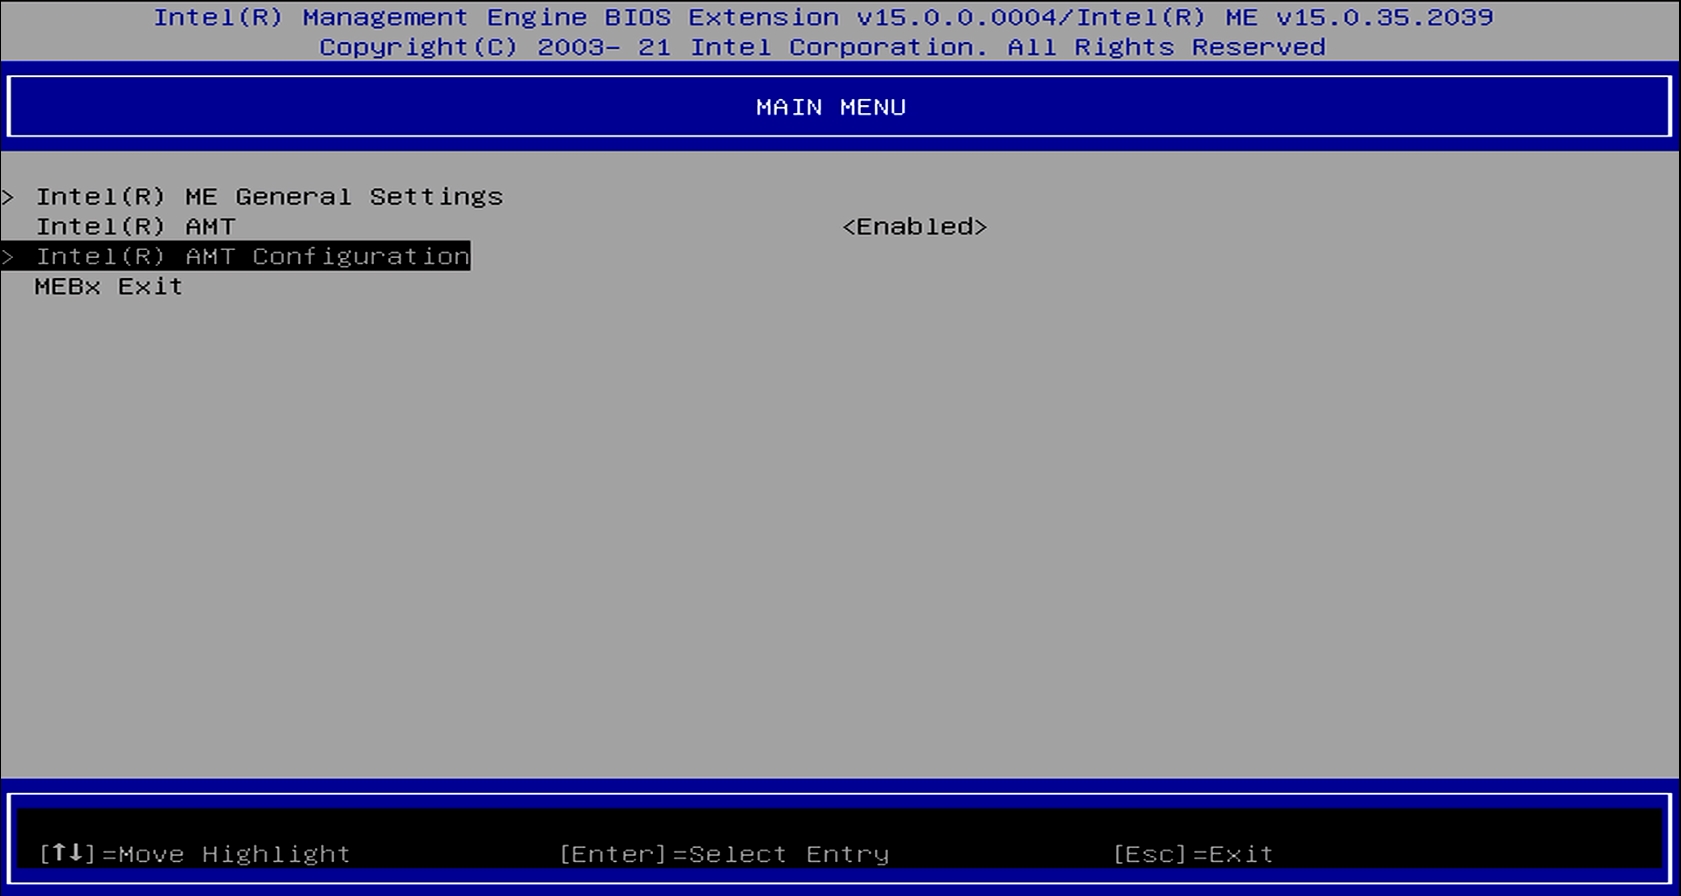 Intel(R) Management Engine BIOS Extension v15.0.0.0004/Intel(R) ME v15.0.35.2039
Copyright(C) 2003- 21 Intel Corporation. All Rights Reserved
MAIN MENU
> Intel(R) ME General Settings
Intel(R) AMT <Enabled>
> Intel(R) AMT Configuration
MEBx Exit
[↑↓]=Move Highlight [Enter]=Select Entry [Esc]=Exit